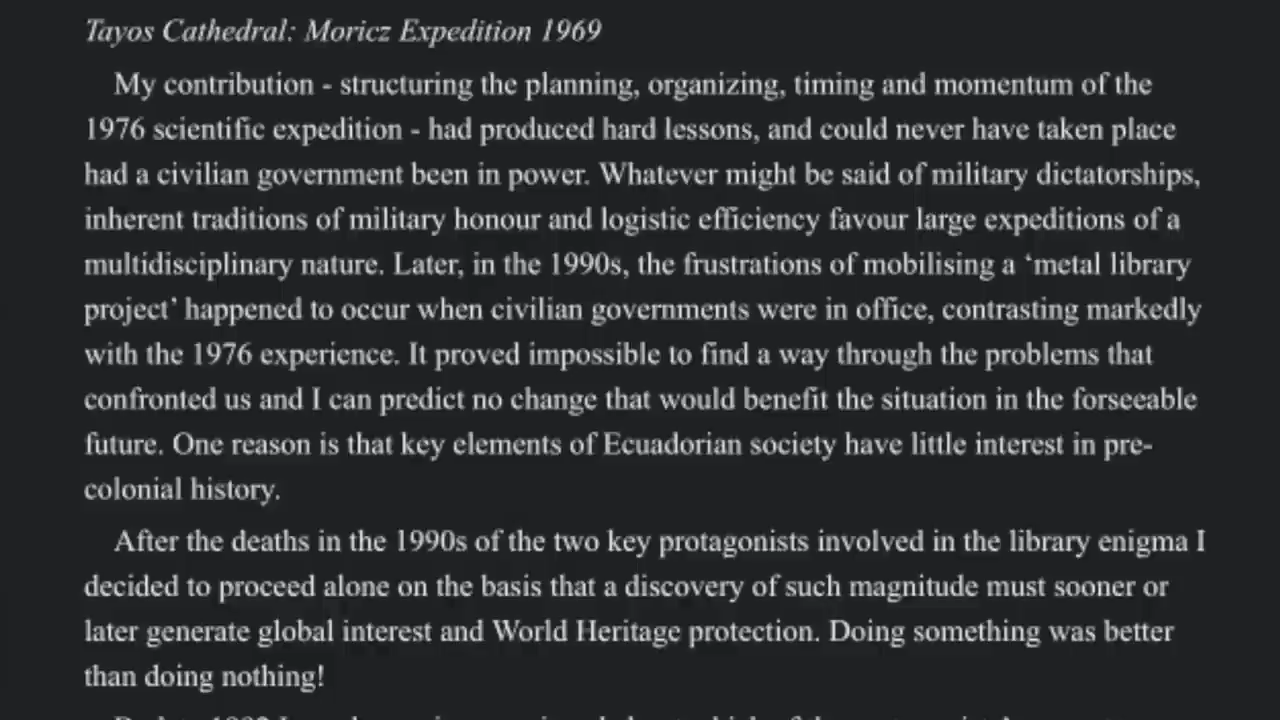 Tayos Cathedral: Moricz Expedition 1969
My contribution - structuring the planning, organizing, timing and momentum of the
1976 scientific expedition - had produced hard lessons, and could never have taken place
had a civilian government been in power. Whatever might be said of military dictatorships,
inherent traditions of military honour and logistic efficiency favour large expeditions of a
multidisciplinary nature. Later, in the 1990s, the frustrations of mobilising a ‘metal library
project’ happened to occur when civilian governments were in office, contrasting markedly
with the 1976 experience. It proved impossible to find a way through the problems that
confronted us and I can predict no change that would benefit the situation in the forseeable
future. One reason is that key elements of Ecuadorian society have little interest in pre-
colonial history.
After the deaths in the 1990s of the two key protagonists involved in the library enigma I
decided to proceed alone on the basis that a discovery of such magnitude must sooner or
later generate global interest and World Heritage protection. Doing something was better
than doing nothing!